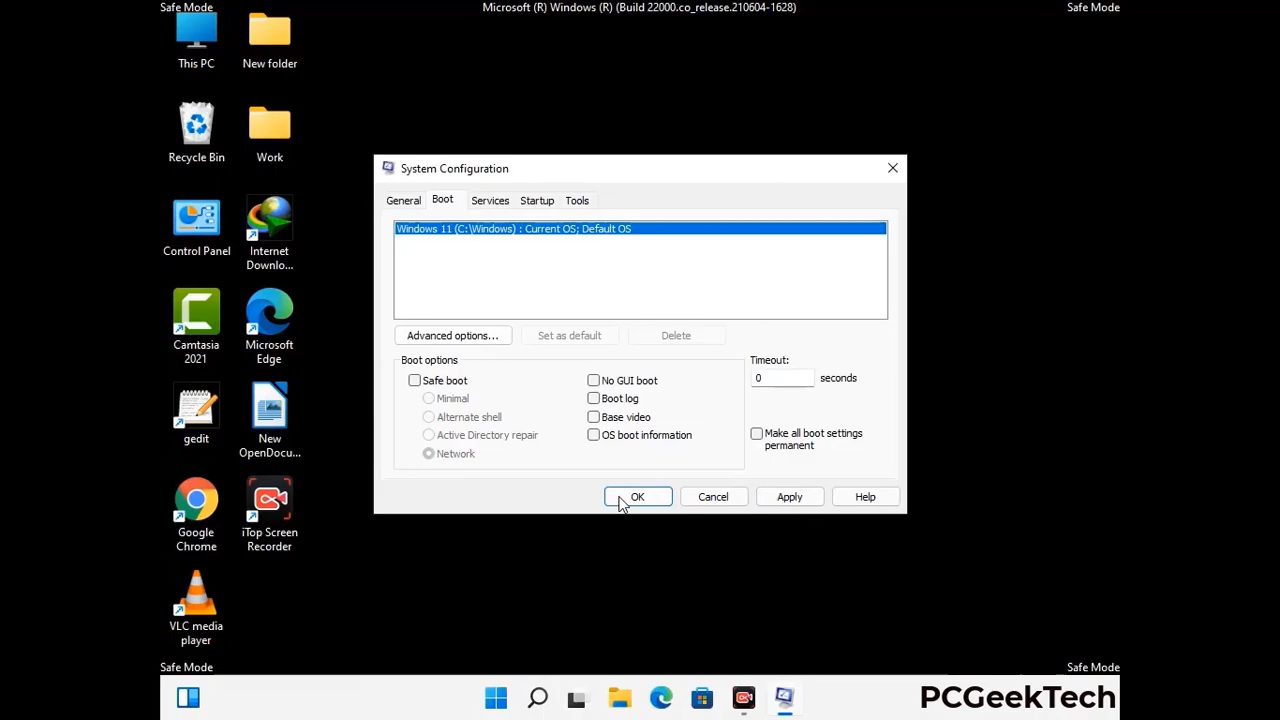 Safe Mode
Microsoft (R) Windows (R) (Build 22000.co_release.210604-1628)
Safe Mode
This PC
New folder
Recycle Bin
Work
Control Panel
Internet
Downlo...
Camtasia
2021
Microsoft
Edge
gedit
New
OpenDocu...
Google
Chrome
iTop Screen
Recorder
VLC media
player
System Configuration
General
Boot
Services
Startup
Tools
Windows 11 (C:\Windows) : Current OS; Default OS
Advanced options...
Set as default
Delete
Boot options
Safe boot
Minimal
Alternate shell
Active Directory repair
Network
No GUI boot
Boot log
Base video
OS boot information
Timeout:
0 seconds
Make all boot settings
permanent
OK
Cancel
Apply
Help
Safe Mode
Safe Mode
PCGeekTech